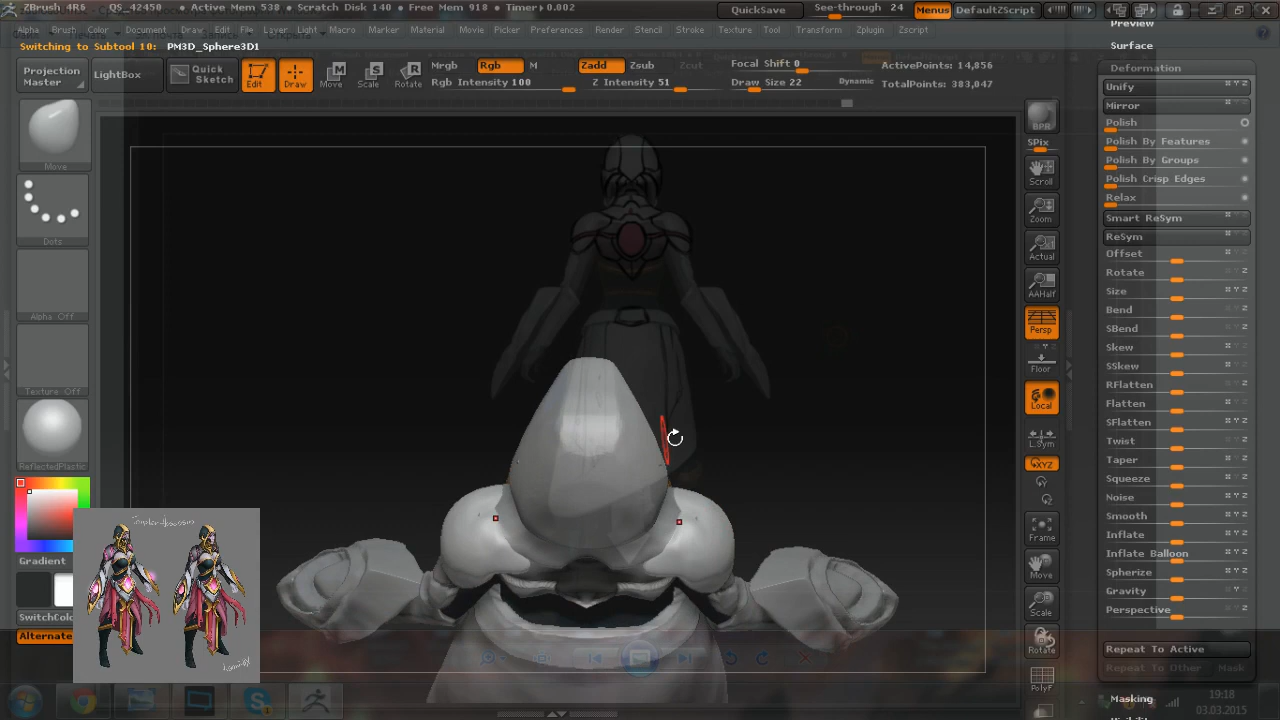 ZBrush 4R6 QS_42450 • Active Mem 538 • Scratch Disk 140 • Free Mem 918 • Timer▸0.002 QuickSave See-through 24 Menus DefaultZScript
Alpha Brush Color Document Draw Edit File Layer Light Macro Marker Material Movie Picker Preferences Render Stencil Stroke Texture Tool Transform Zplugin Zscript
Switching to Subtool 10: PM3D_Sphere3D1
Projection Master
LightBox
Quick Sketch
Edit
Draw
Move
Scale
Rotate
Mrgb Rgb M
Rgb Intensity 100
Zadd Zsub Zcut
Z Intensity 51
Focal Shift 0
Draw Size 22 Dynamic
ActivePoints: 14,856
TotalPoints: 383,047
Move
Dots
Alpha Off
Texture Off
ReflectedPlastic
Gradient
SwitchColo
Alternate
BPR
SPix
Scroll
Zoom
Actual
AAHalf
Persp
Floor
Local
L.Sym
XYZ
Frame
Move
Scale
Rotate
PolyF
Preview
Surface
Deformation
Unify
Mirror
Polish
Polish By Features
Polish By Groups
Polish Crisp Edges
Relax
Smart ReSym
ReSym
Offset
Rotate
Size
Bend
SBend
Skew
SSkew
RFlatten
Flatten
SFlatten
Twist
Taper
Squeeze
Noise
Smooth
Inflate
Inflate Balloon
Spherize
Gravity
Perspective
Repeat To Active
Repeat To Other Mask
Masking
19:18
03.03.2015